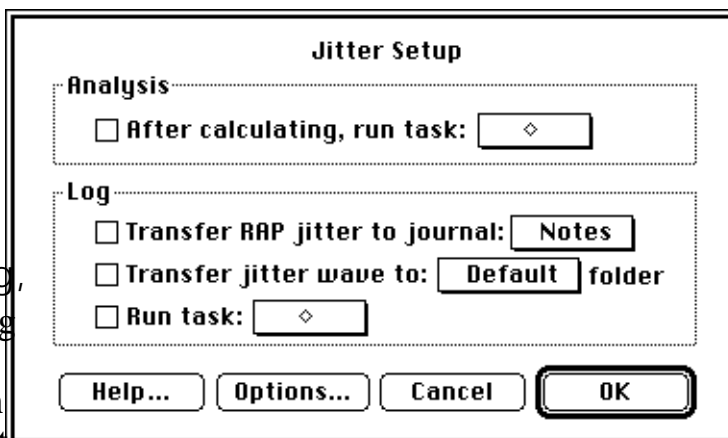 Jitter Setup
Analysis
After calculating, run task: ◇
Log
Transfer RAP jitter to journal: Notes
Transfer jitter wave to: Default folder
Run task: ◇
Help... Options... Cancel OK